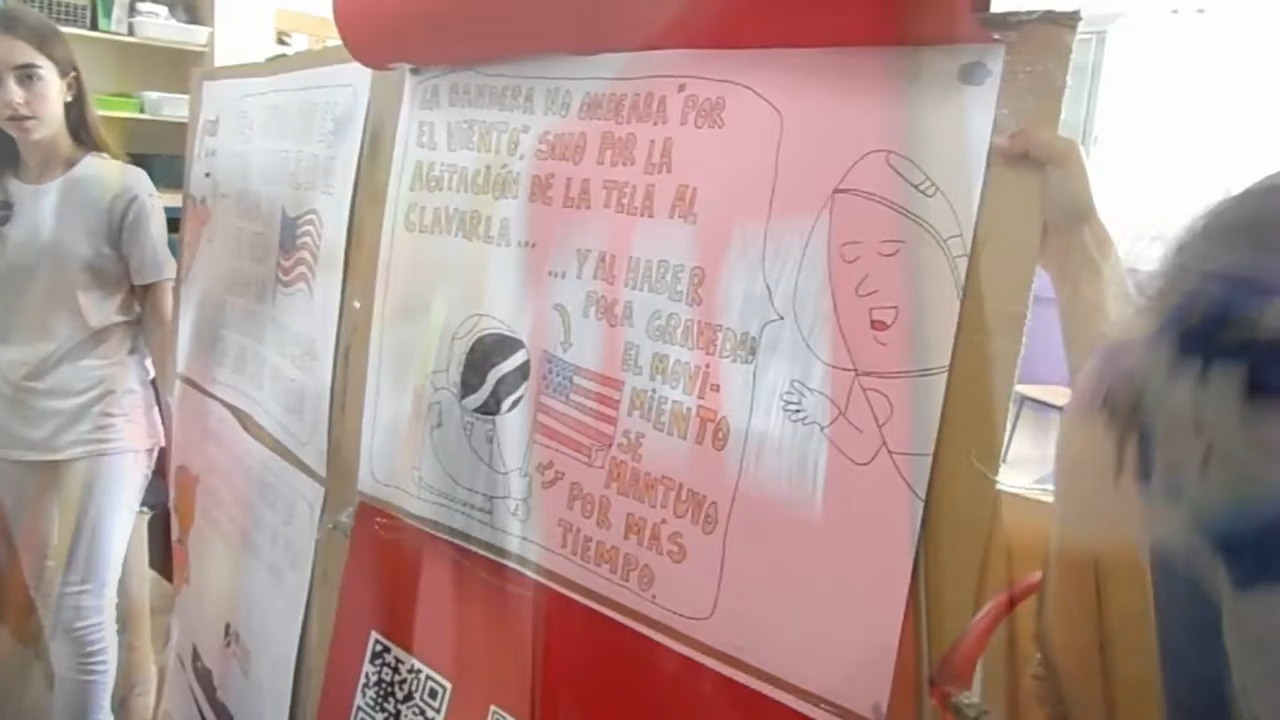 LA BANDERA NO ONDEABA "POR
EL VIENTO", SINO POR LA
AGITACIÓN DE LA TELA AL
CLAVARLA...
... Y AL HABER
POCA GRAVEDAD
EL MOVI-
MIENTO
SE
MANTUVO
POR MÁS
TIEMPO.